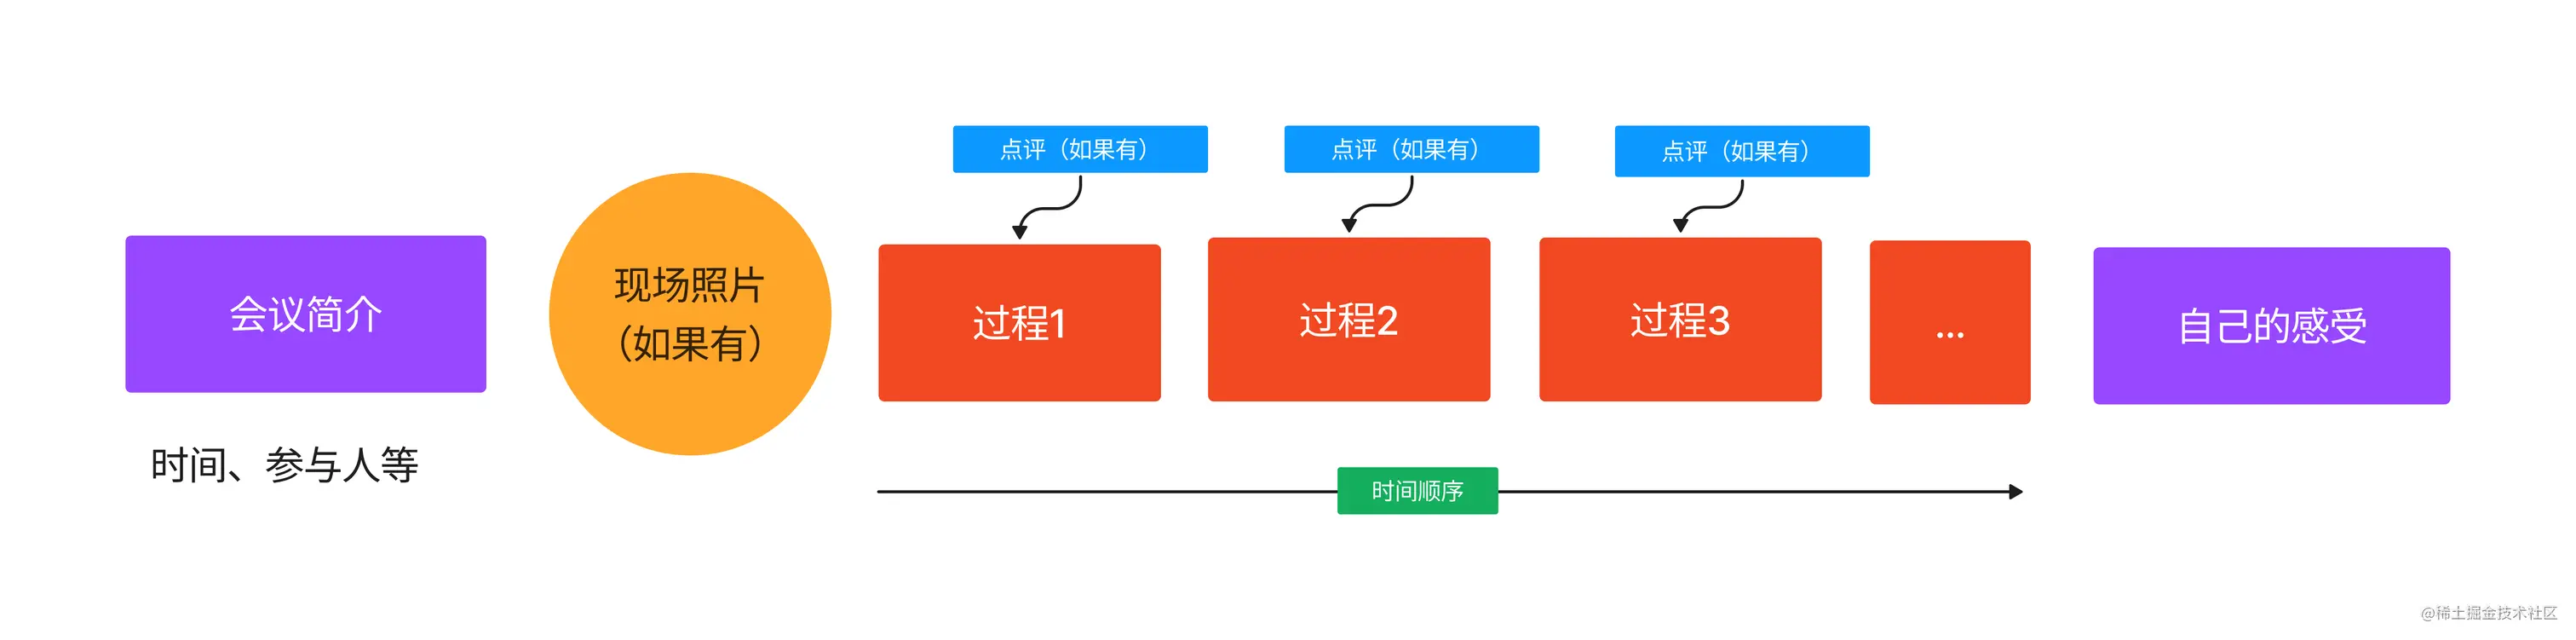 点评（如果有）
点评（如果有）
点评（如果有）
会议简介
时间、参与人等
现场照片
（如果有）
过程1
过程2
过程3
...
自己的感受
时间顺序
@稀土掘金技术社区